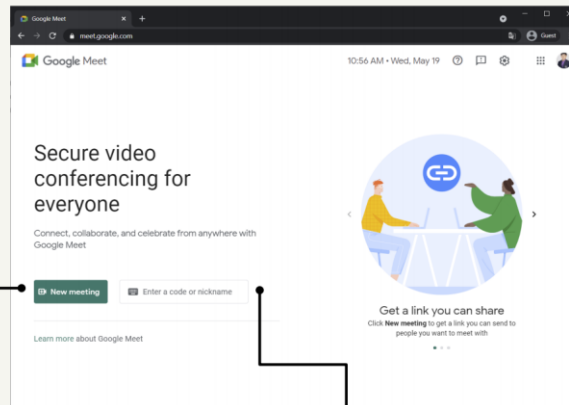 Google Meet
meet.google.com
Guest
Google Meet
10:56 AM • Wed, May 19
Secure video
conferencing for
everyone
Connect, collaborate, and celebrate from anywhere with
Google Meet
New meeting
Enter a code or nickname
Learn more about Google Meet
Get a link you can share
Click New meeting to get a link you can send to
people you want to meet with